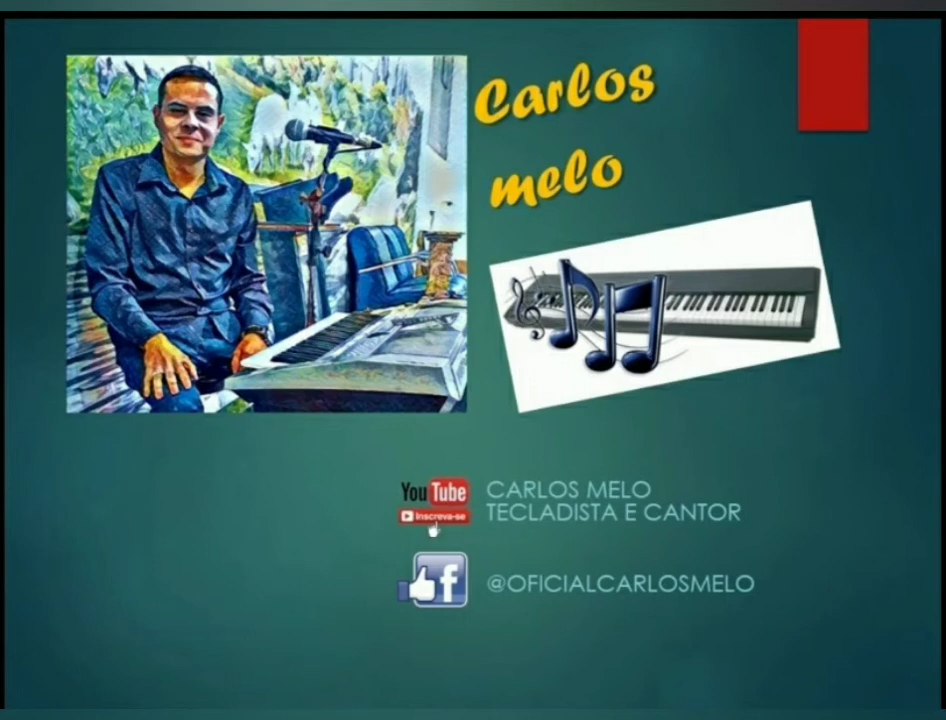 Carlos
melo
YouTube
Inscreva-se
CARLOS MELO
TECLADISTA E CANTOR
f
@OFICIALCARLOSMELO